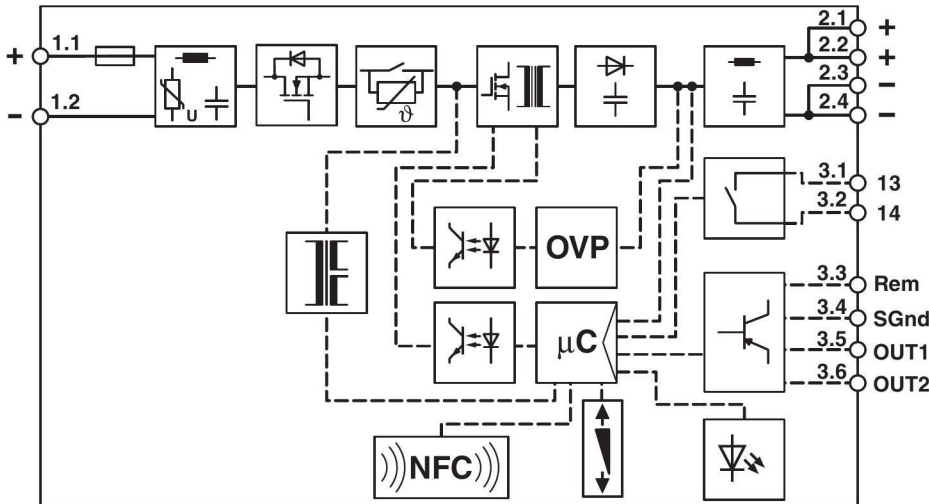 + 1.1
− 1.2
U
ϑ
2.1 +
2.2 +
2.3 −
2.4 −
3.1 13
3.2 14
OVP
3.3 Rem
3.4 SGnd
µC
3.5 OUT1
3.6 OUT2
NFC